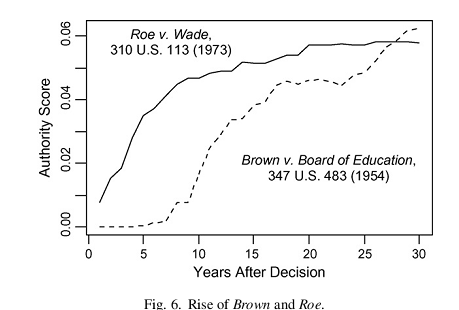 Roe v. Wade,
310 U.S. 113 (1973)
Brown v. Board of Education,
347 U.S. 483 (1954)
Authority Score
0.06
0.04
0.02
0.00
0 5 10 15 20 25 30
Years After Decision
Fig. 6. Rise of Brown and Roe.